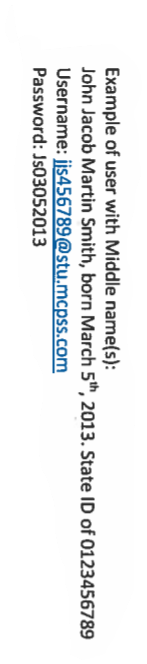 Example of user with Middle name(s):
John Jacob Martin Smith, born March 5th, 2013. State ID of 0123456789
Username: jjs456789@stu.mcpss.com
Password: Js03052013